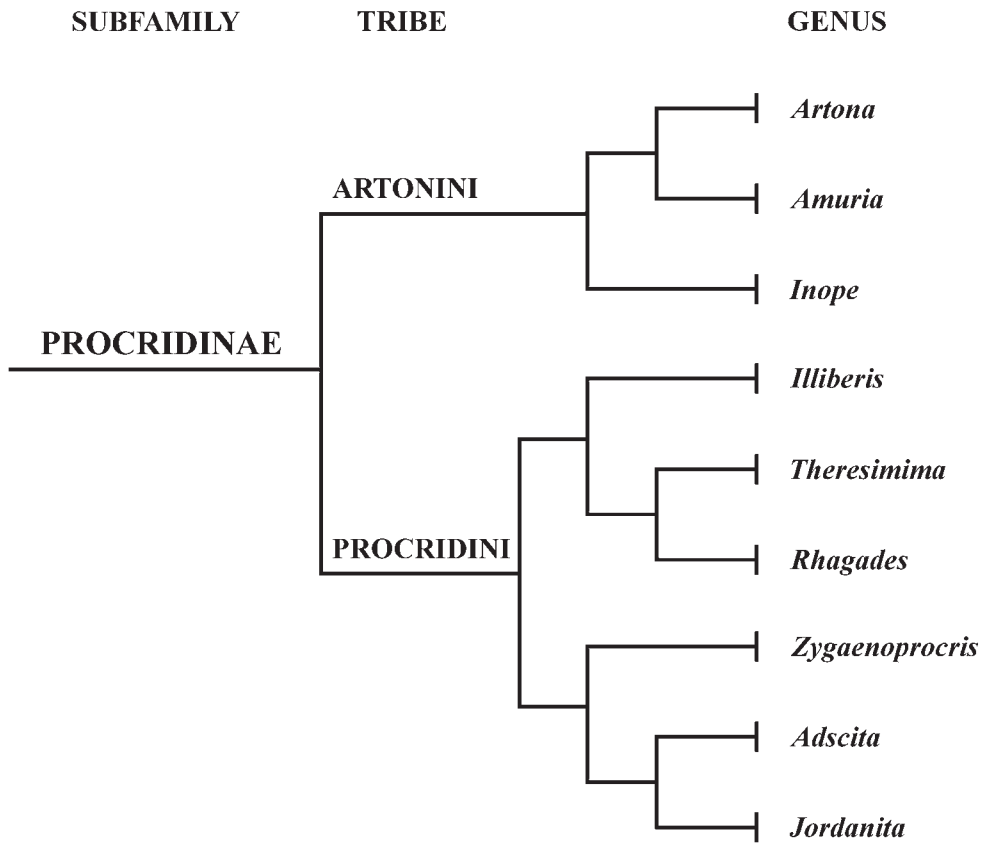 SUBFAMILY TRIBE GENUS
Artona
ARTONINI
Amuria
Inope
PROCRIDINAE
Illiberis
Theresimima
PROCRIDINI
Rhagades
Zygaenoprocris
Adscita
Jordanita